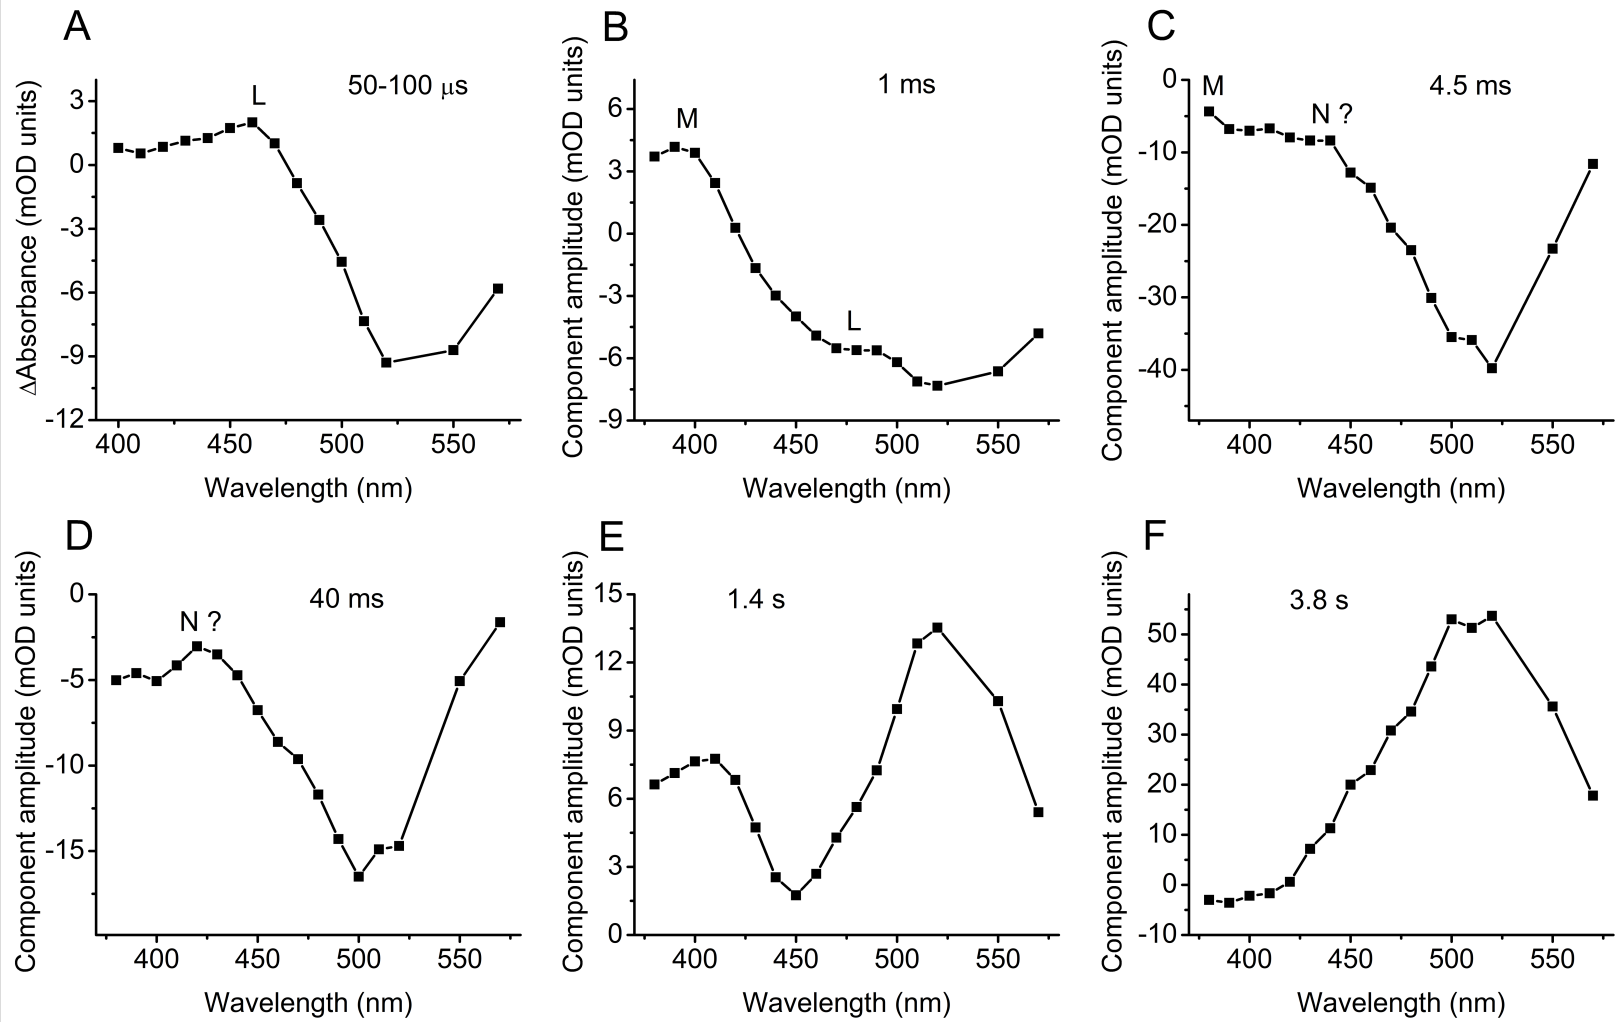 A
50-100 μs
L
ΔAbsorbance (mOD units)
3
0
-3
-6
-9
-12
400 450 500 550
Wavelength (nm)
B
1 ms
M
L
Component amplitude (mOD units)
6
3
0
-3
-6
-9
400 450 500 550
Wavelength (nm)
C
4.5 ms
M
N ?
Component amplitude (mOD units)
0
-10
-20
-30
-40
400 450 500 550
Wavelength (nm)
D
40 ms
N ?
Component amplitude (mOD units)
0
-5
-10
-15
400 450 500 550
Wavelength (nm)
E
1.4 s
Component amplitude (mOD units)
15
12
9
6
3
0
400 450 500 550
Wavelength (nm)
F
3.8 s
Component amplitude (mOD units)
50
40
30
20
10
0
-10
400 450 500 550
Wavelength (nm)